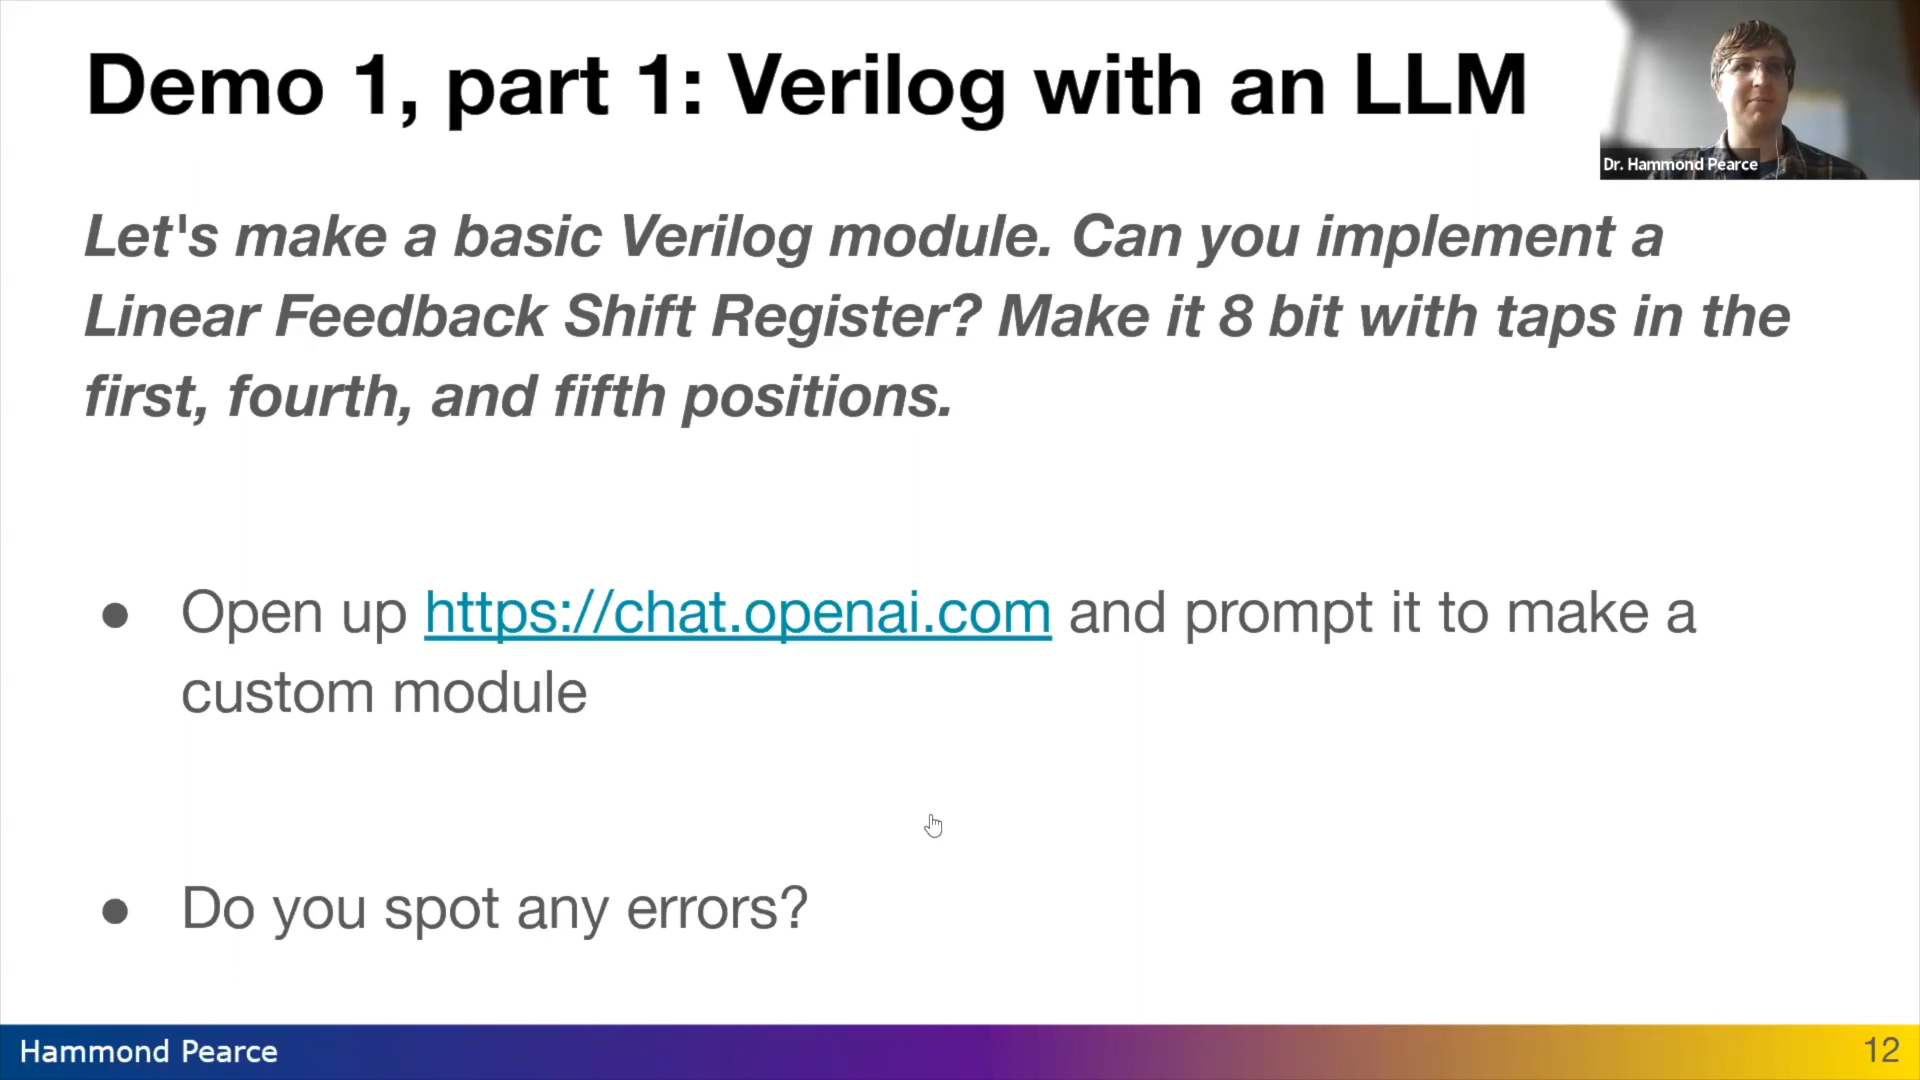 Demo 1, part 1: Verilog with an LLM
Dr. Hammond Pearce
Let's make a basic Verilog module. Can you implement a
Linear Feedback Shift Register? Make it 8 bit with taps in the
first, fourth, and fifth positions.
● Open up https://chat.openai.com and prompt it to make a
custom module
● Do you spot any errors?
Hammond Pearce
12